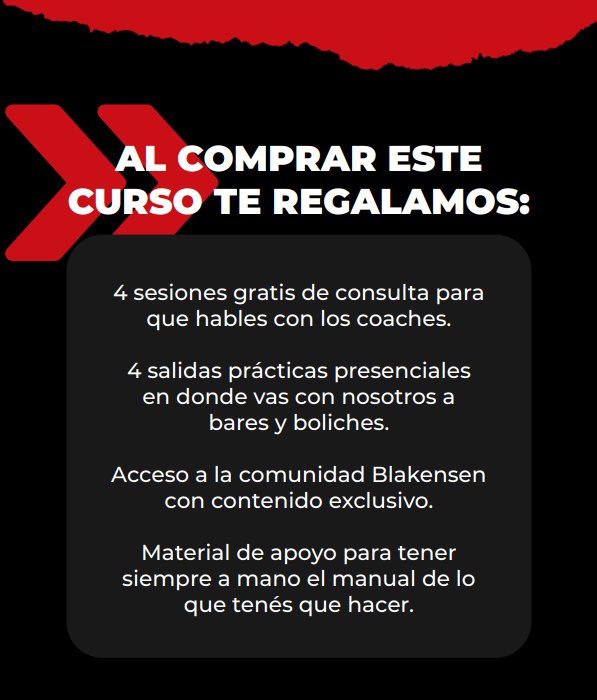 AL COMPRAR ESTE
CURSO TE REGALAMOS:
4 sesiones gratis de consulta para
que hables con los coaches.
4 salidas prácticas presenciales
en donde vas con nosotros a
bares y boliches.
Acceso a la comunidad Blakensen
con contenido exclusivo.
Material de apoyo para tener
siempre a mano el manual de lo
que tenés que hacer.